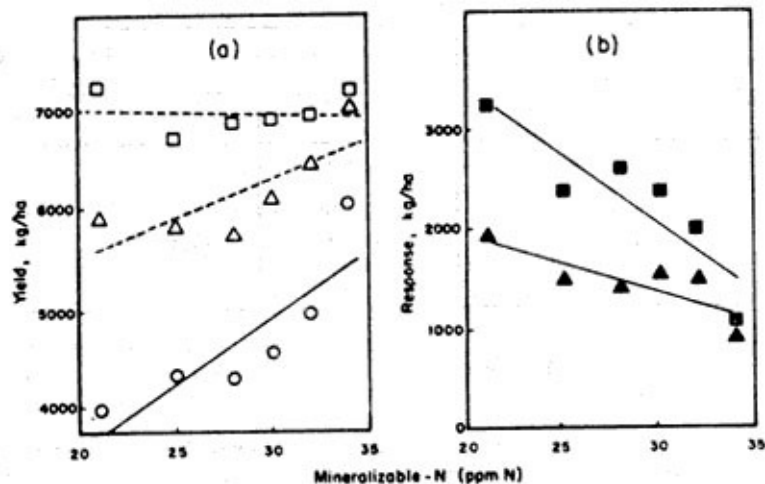 (a)
7000
6000
5000
4000
Yield, kg/ha
20 25 30 35
(b)
3000
2000
1000
0
Response, kg/ha
20 25 30 35
Mineralizable-N (ppm N)